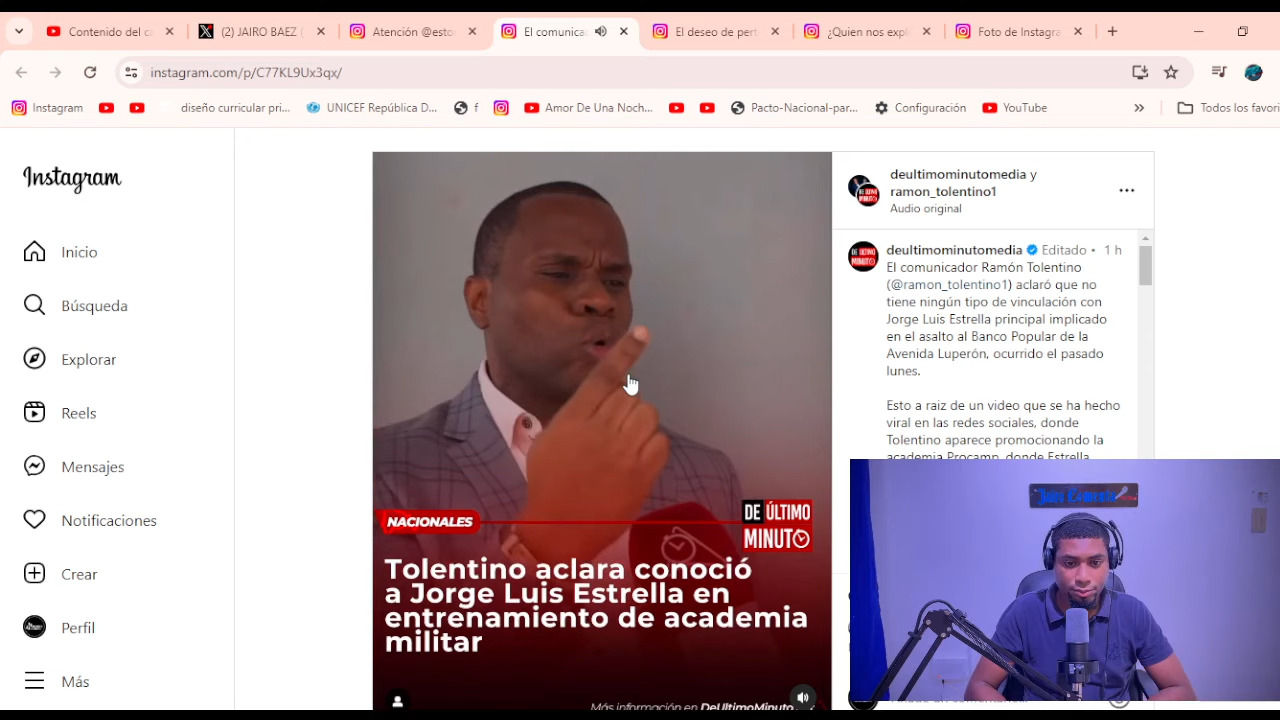 Contenido del c
(2) JAIRO BAEZ (
Atención @esto
El comunica
El deseo de pert
¿Quien nos expl
Foto de Instagra
instagram.com/p/C77KL9Ux3qx/
Instagram
diseño curricular pri...
UNICEF República D...
f
Amor De Una Noch...
Pacto-Nacional-par...
Configuración
YouTube
Todos los favori
Instagram
Inicio
Búsqueda
Explorar
Reels
Mensajes
Notificaciones
Crear
Perfil
Más
NACIONALES
DE ÚLTIMO
MINUTO
Tolentino aclara conoció
a Jorge Luis Estrella en
entrenamiento de academia
militar
Más información en DeUltimoMinuto
deultimominutomedia y
ramon_tolentino1
Audio original
deultimominutomedia Editado • 1 h
El comunicador Ramón Tolentino
(@ramon_tolentino1) aclaró que no
tiene ningún tipo de vinculación con
Jorge Luis Estrella principal implicado
en el asalto al Banco Popular de la
Avenida Luperón, ocurrido el pasado
lunes.
Esto a raiz de un video que se ha hecho
viral en las redes sociales, donde
Tolentino aparece promocionando la
academia Procamp, donde Estrella